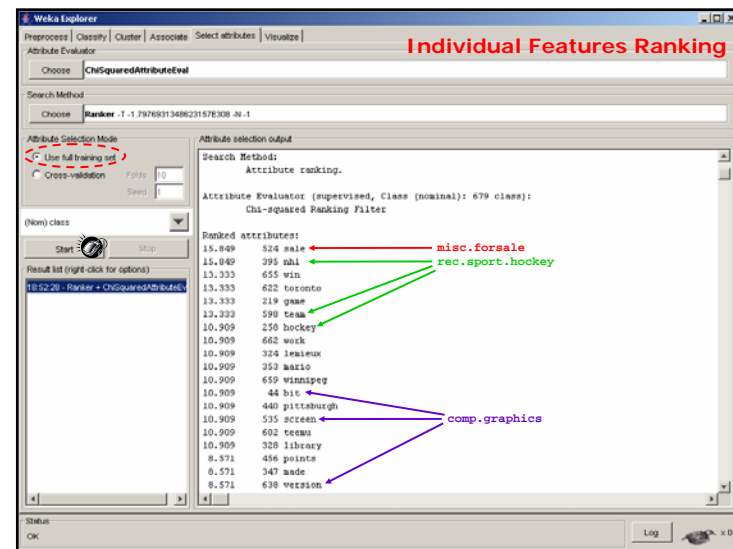 Weka Explorer
Preprocess Classify Cluster Associate Select attributes Visualize
Individual Features Ranking
Attribute Evaluator
Choose ChiSquaredAttributeEval
Search Method
Choose Ranker -T -1.7976931348623157E308 -N -1
Attribute Selection Mode
Use full training set
Cross-validation Folds 10
Seed 1
(Nom) class
Start Stop
Result list (right-click for options)
18:52:28 - Ranker + ChiSquaredAttributeEv
Attribute selection output
Search Method:
Attribute ranking.
Attribute Evaluator (supervised, Class (nominal): 679 class):
Chi-squared Ranking Filter
Ranked attributes:
15.849 524 sale misc.forsale
15.849 395 nhl rec.sport.hockey
13.333 655 win
13.333 622 toronto
13.333 219 game
13.333 598 team
10.909 258 hockey
10.909 662 work
10.909 324 lemieux
10.909 353 mario
10.909 659 winnipeg
10.909 44 bit
10.909 440 pittsburgh
10.909 535 screen comp.graphics
10.909 602 teemu
10.909 328 library
8.571 456 points
8.571 347 made
8.571 638 version
Status
OK
Log x 0